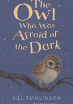 The
Owl
Who Was
Afraid of the
Dark
JILL TOMLINSON